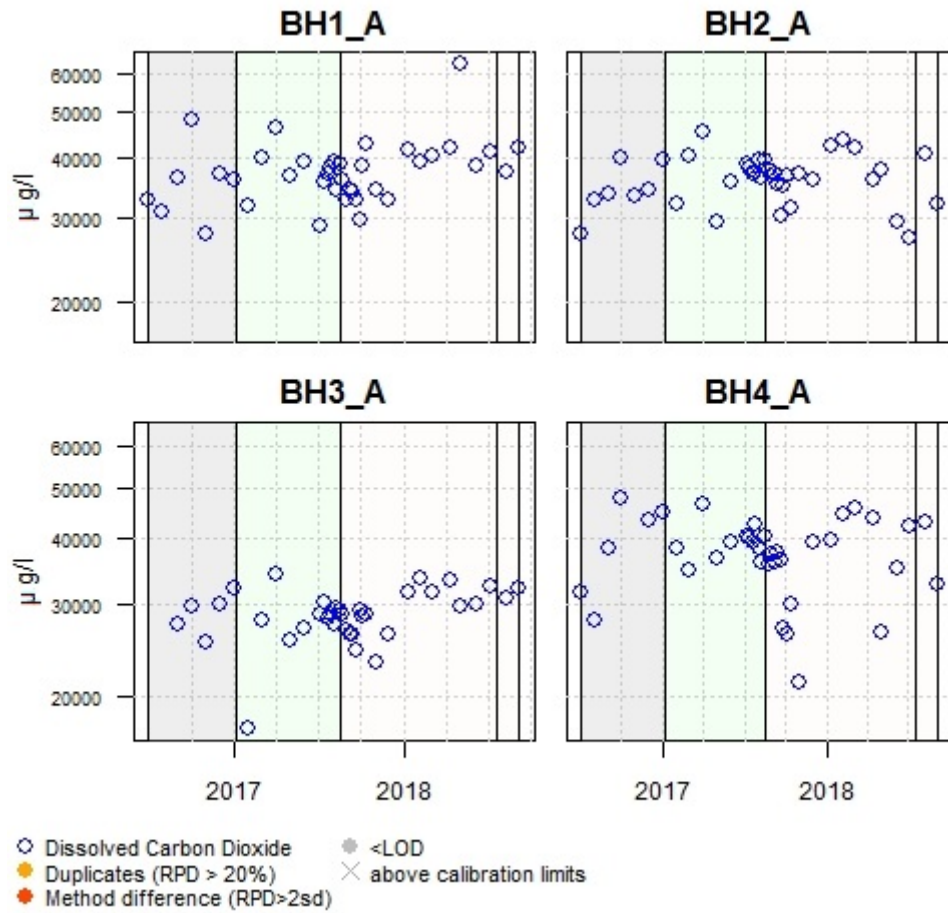 BH1_A
BH2_A
60000
50000
40000
30000
20000
µ g/l
BH3_A
BH4_A
60000
50000
40000
30000
20000
µ g/l
2017
2018
2017
2018
Dissolved Carbon Dioxide
<LOD
Duplicates (RPD > 20%)
above calibration limits
Method difference (RPD>2sd)